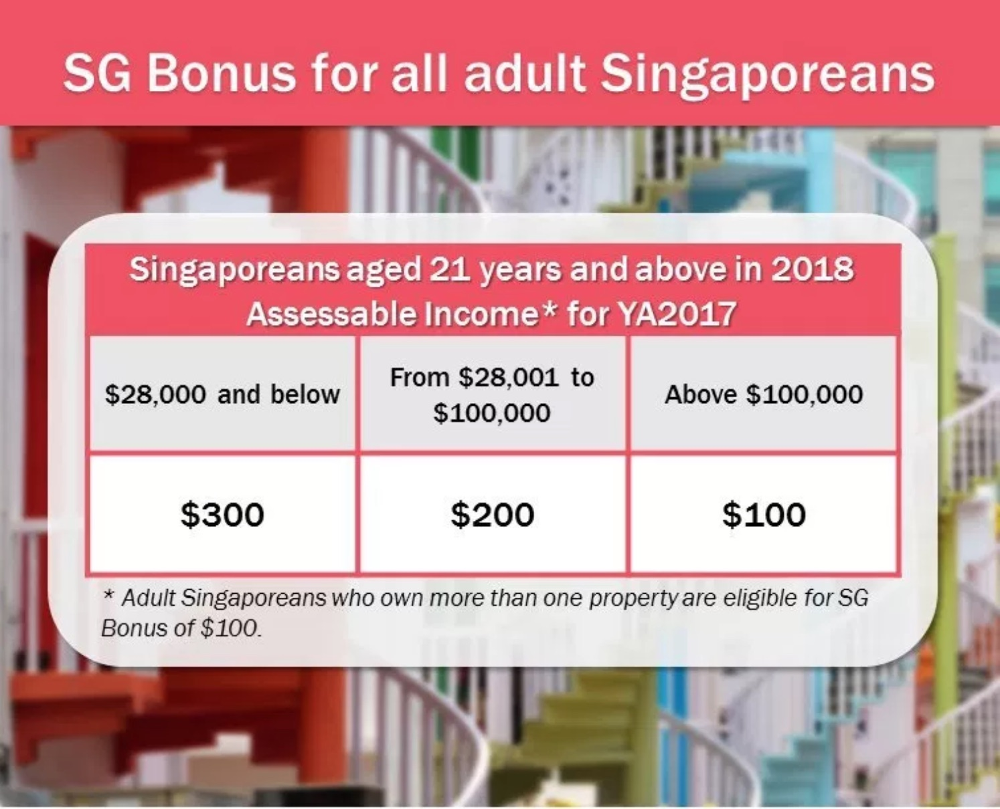 SG Bonus for all adult Singaporeans
Singaporeans aged 21 years and above in 2018
Assessable Income* for YA2017
$28,000 and below
From $28,001 to
$100,000
Above $100,000
$300
$200
$100
* Adult Singaporeans who own more than one property are eligible for SG
Bonus of $100.